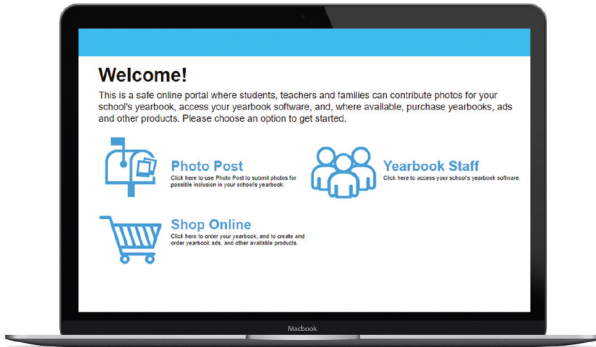 Welcome!
This is a safe online portal where students, teachers and families can contribute photos for your
school's yearbook, access your yearbook software, and, where available, purchase yearbooks, ads
and other products. Please choose an option to get started.
Photo Post
Click here to use Photo Post to submit photos for
possible inclusion in your school's yearbook.
Yearbook Staff
Click here to access your school's yearbook software.
Shop Online
Click here to order your yearbook, and to create and
order yearbook ads, and other available products.
Macbook